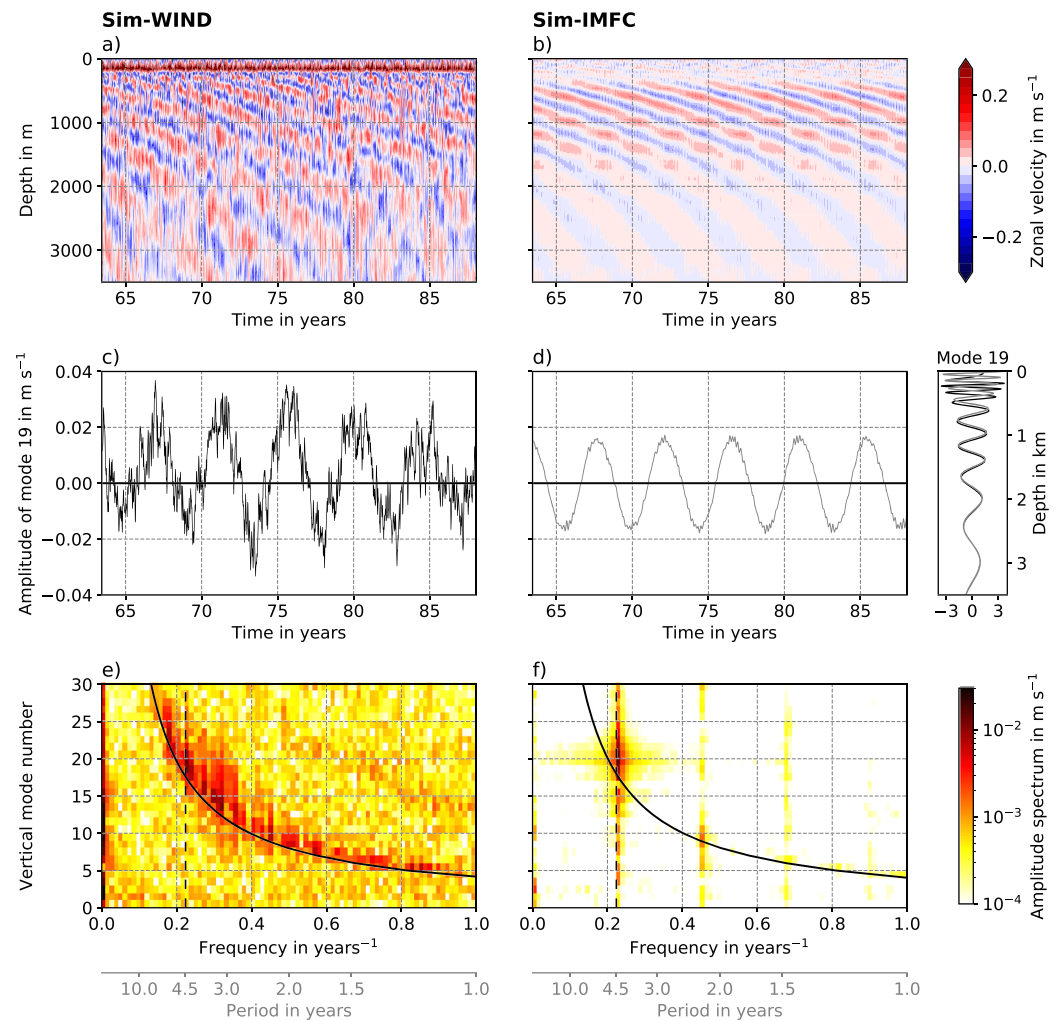 Sim-WIND
Sim-IMFC
a)
b)
0
1000
2000
3000
Depth in m
65 70 75 80 85
Time in years
65 70 75 80 85
Time in years
0.2
0.0
−0.2
Zonal velocity in m s⁻¹
c)
d)
Mode 19
0.04
0.02
0.00
−0.02
−0.04
Amplitude of mode 19 in m s⁻¹
65 70 75 80 85
Time in years
65 70 75 80 85
Time in years
0
1
2
3
Depth in km
−3 0 3
e)
f)
30
25
20
15
10
5
0
Vertical mode number
0.0 0.2 0.4 0.6 0.8 1.0
Frequency in years⁻¹
0.0 0.2 0.4 0.6 0.8 1.0
Frequency in years⁻¹
10⁻²
10⁻³
10⁻⁴
Amplitude spectrum in m s⁻¹
10.0 4.5 3.0 2.0 1.5 1.0
Period in years
10.0 4.5 3.0 2.0 1.5 1.0
Period in years